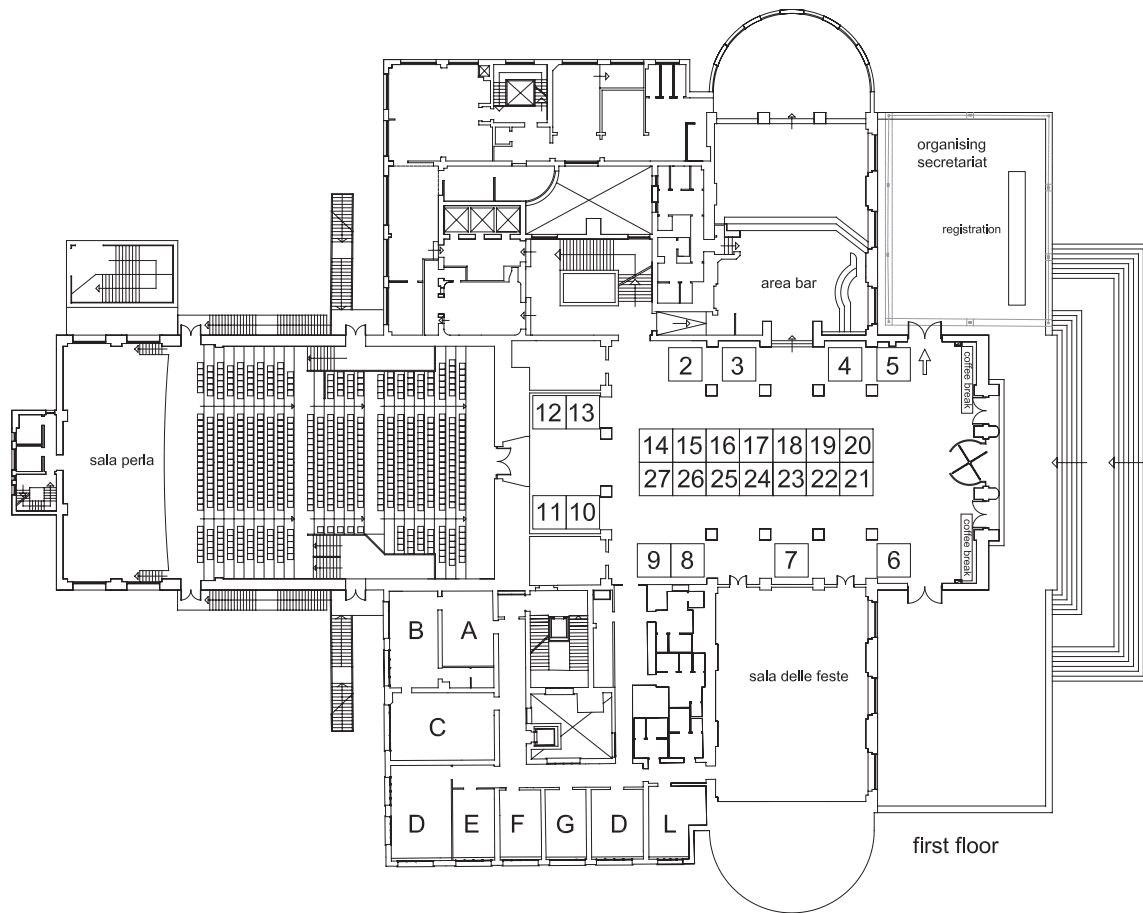 organising
secretariat
registration
area bar
coffee break
2
3
4
5
12 13
14 15 16 17 18 19 20
sala perla
27 26 25 24 23 22 21
11 10
coffee break
9 8
7
6
B
A
C
sala delle feste
D
E
F
G
D
L
first floor